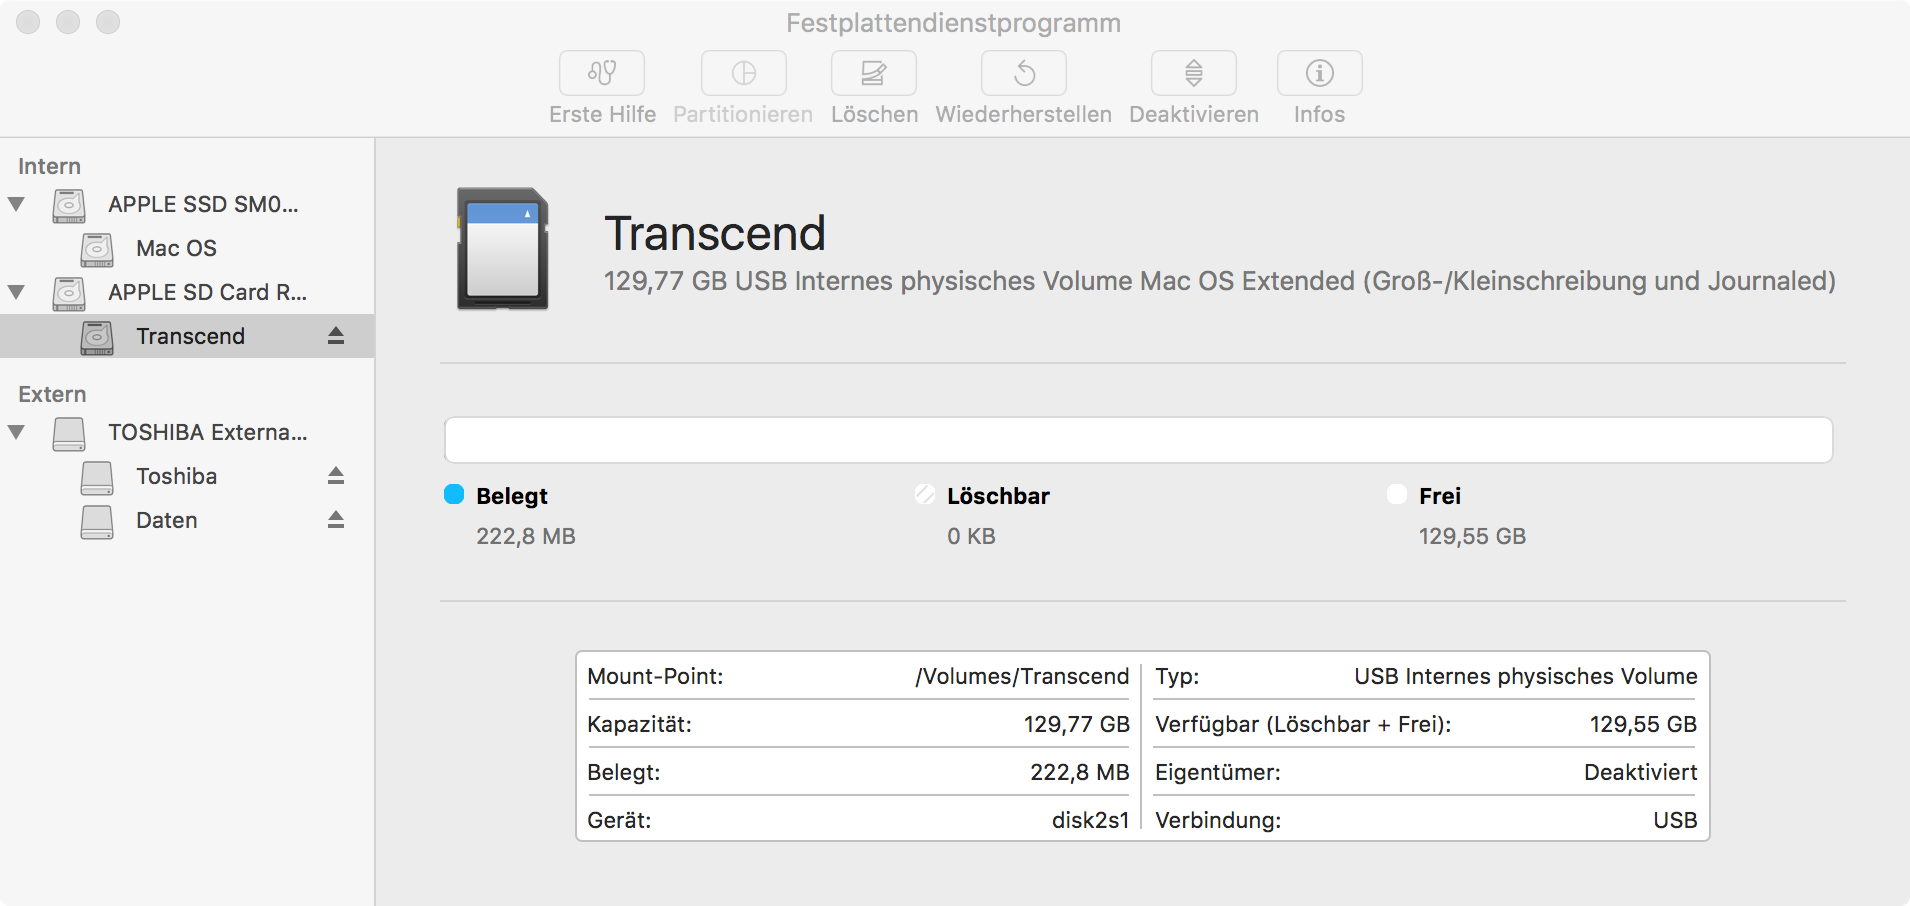 Festplattendienstprogramm
Erste Hilfe Partitionieren Löschen Wiederherstellen Deaktivieren Infos
Intern
APPLE SSD SM0...
Mac OS
APPLE SD Card R...
Transcend
Extern
TOSHIBA Externa...
Toshiba
Daten
Transcend
129,77 GB USB Internes physisches Volume Mac OS Extended (Groß-/Kleinschreibung und Journaled)
Belegt Löschbar Frei
222,8 MB 0 KB 129,55 GB
Mount-Point: /Volumes/Transcend Typ: USB Internes physisches Volume
Kapazität: 129,77 GB Verfügbar (Löschbar + Frei): 129,55 GB
Belegt: 222,8 MB Eigentümer: Deaktiviert
Gerät: disk2s1 Verbindung: USB